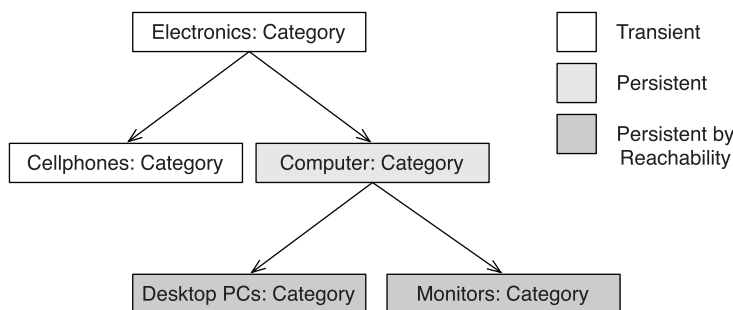 Electronics: Category
Transient
Persistent
Cellphones: Category
Computer: Category
Persistent by
Reachability
Desktop PCs: Category
Monitors: Category